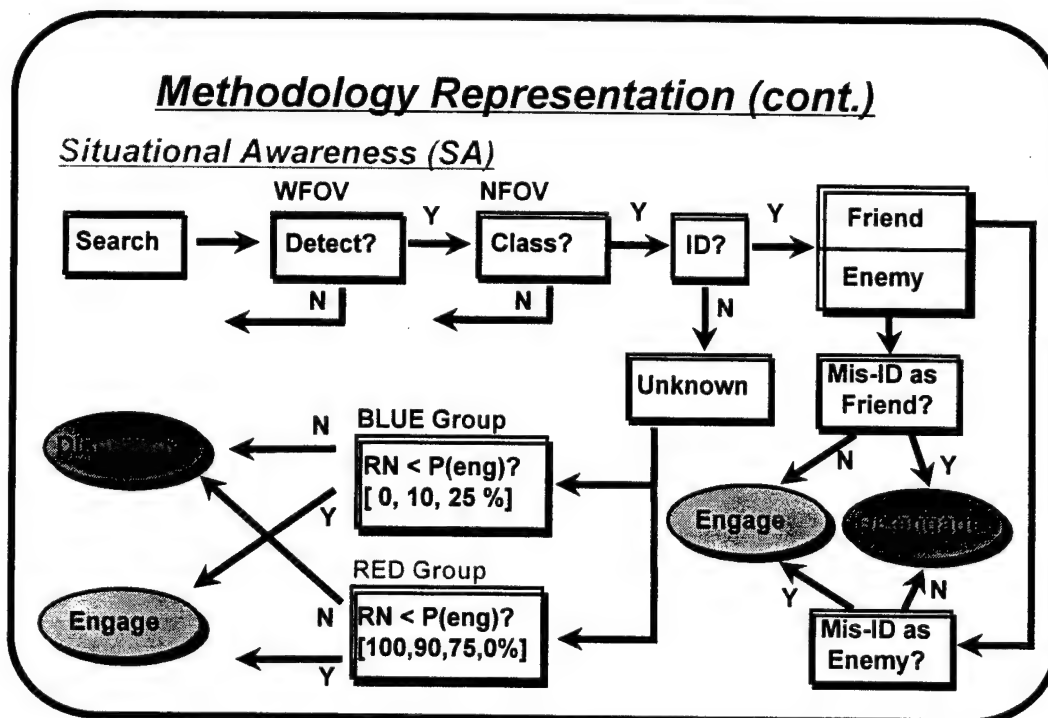 Methodology Representation (cont.)
Situational Awareness (SA)
WFOV
NFOV
Search
Detect?
Y
Class?
Y
ID?
Y
Friend
Enemy
N
N
N
Unknown
Mis-ID as
Friend?
BLUE Group
N
RN < P(eng)?
[ 0, 10, 25 %]
Y
N
Y
Engage
RED Group
N
RN < P(eng)?
[100,90,75,0%]
Y
Engage
Y
N
Mis-ID as
Enemy?